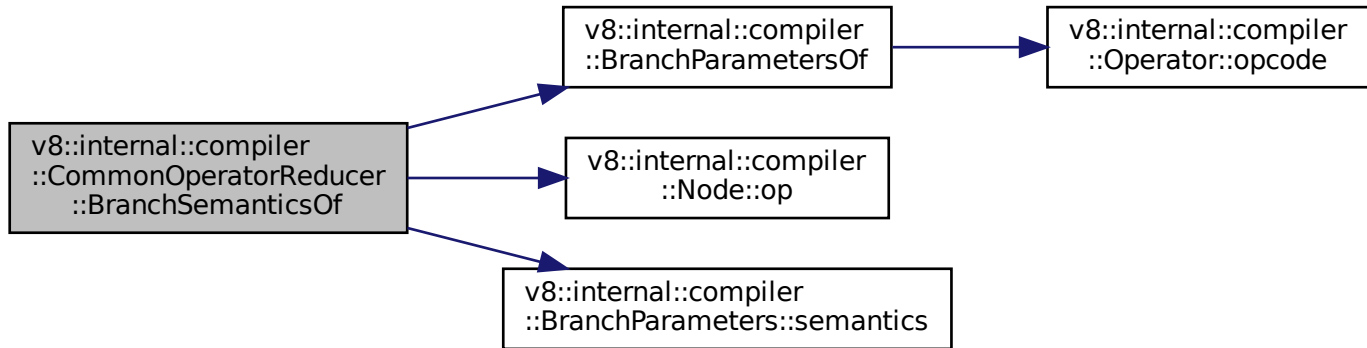 v8::internal::compiler
::CommonOperatorReducer
::BranchSemanticsOf
v8::internal::compiler
::BranchParametersOf
v8::internal::compiler
::Operator::opcode
v8::internal::compiler
::Node::op
v8::internal::compiler
::BranchParameters::semantics